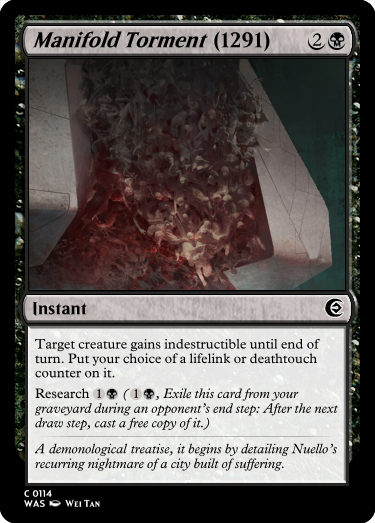 Manifold Torment (1291) 2
Instant
Target creature gains indestructible until end of
turn. Put your choice of a lifelink or deathtouch
counter on it.
Research 1 ( 1 , Exile this card from your
graveyard during an opponent's end step: After the next
draw step, cast a free copy of it.)
A demonological treatise, it begins by detailing Nuello's
recurring nightmare of a city built of suffering.
C 0114
WAS Wei Tan